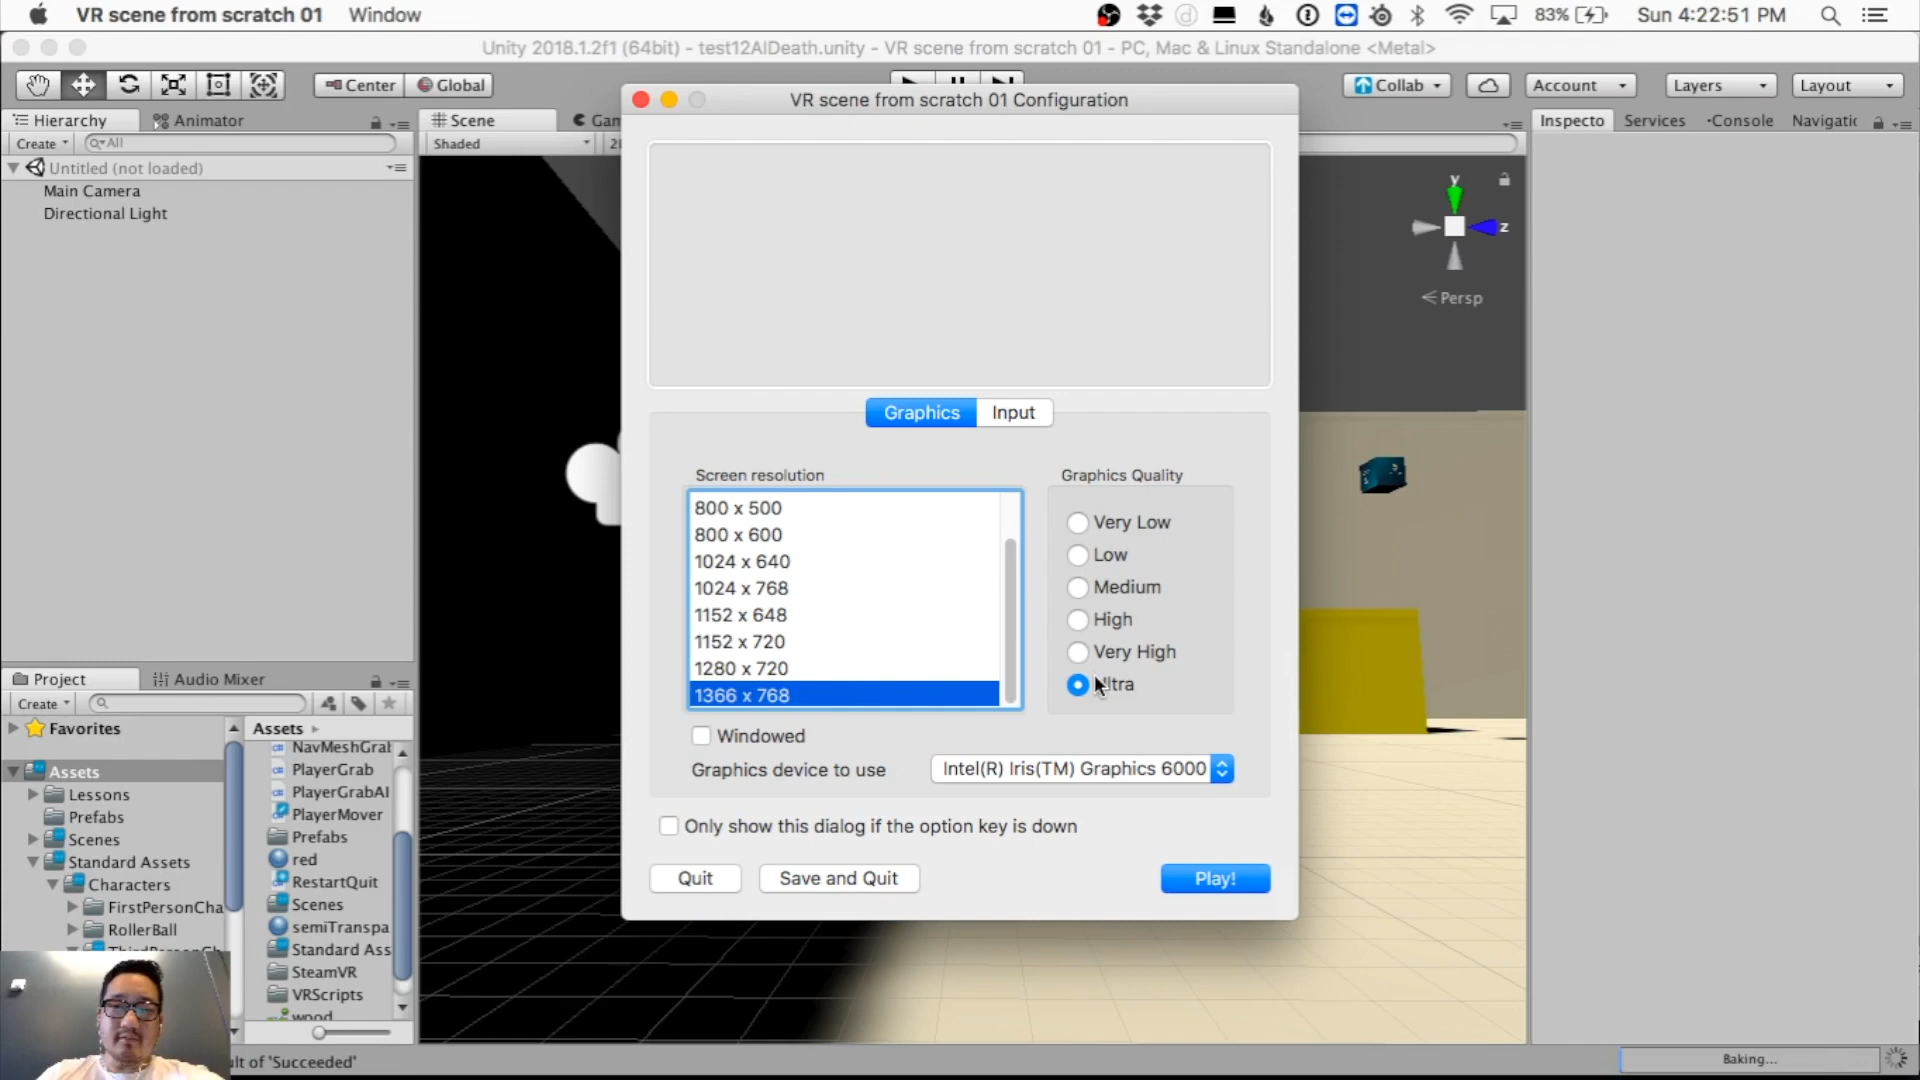 VR scene from scratch 01 Window 83% Sun 4:22:51 PM
Unity 2018.1.2f1 (64bit) - test12AIDeath.unity - VR scene from scratch 01 - PC, Mac & Linux Standalone <Metal>
Center Global Collab Account Layers Layout
Hierarchy Animator
Create All
Untitled (not loaded)
Main Camera
Directional Light
Scene Gam
Shaded 2
VR scene from scratch 01 Configuration
Graphics Input
Screen resolution
800 x 500
800 x 600
1024 x 640
1024 x 768
1152 x 648
1152 x 720
1280 x 720
1366 x 768
Graphics Quality
Very Low
Low
Medium
High
Very High
ltra
Windowed
Graphics device to use Intel(R) Iris(TM) Graphics 6000
Only show this dialog if the option key is down
Quit Save and Quit Play!
y
z
Persp
Inspecto Services Console Navigatio
Project Audio Mixer
Create
Favorites
Assets
Lessons
Prefabs
Scenes
Standard Assets
Characters
FirstPersonCha
RollerBall
Assets
NavMeshGral
PlayerGrab
PlayerGrabAI
PlayerMover
Prefabs
red
RestartQuit
Scenes
semiTranspa
Standard Ass
SteamVR
VRScripts
wood
ult of 'Succeeded'
Baking...